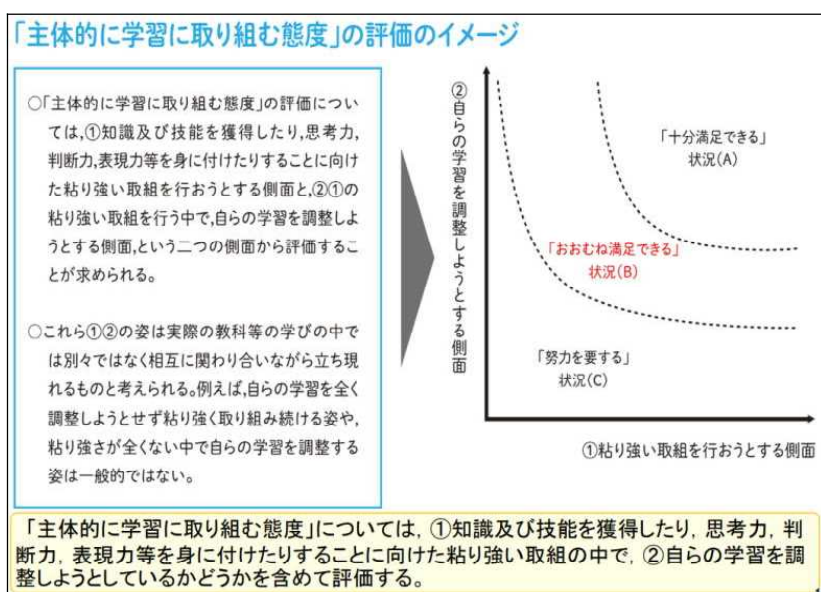 「主体的に学習に取り組む態度」の評価のイメージ
○「主体的に学習に取り組む態度」の評価につい
ては,①知識及び技能を獲得したり,思考力,
判断力,表現力等を身に付けたりすることに向け
た粘り強い取組を行おうとする側面と,②①の
粘り強い取組を行う中で,自らの学習を調整しよ
うとする側面,という二つの側面から評価するこ
とが求められる。
○これら①②の姿は実際の教科等の学びの中で
は別々ではなく相互に関わり合いながら立ち現
れるものと考えられる。例えば,自らの学習を全く
調整しようとせず粘り強く取り組み続ける姿や,
粘り強さが全くない中で自らの学習を調整する
姿は一般的ではない。
②自らの学習を調整しようとする側面
「十分満足できる」
状況(A)
「おおむね満足できる」
状況(B)
「努力を要する」
状況(C)
①粘り強い取組を行おうとする側面
「主体的に学習に取り組む態度」については, ①知識及び技能を獲得したり, 思考力, 判
断力, 表現力等を身に付けたりすることに向けた粘り強い取組の中で, ②自らの学習を調
整しようとしているかどうかを含めて評価する。